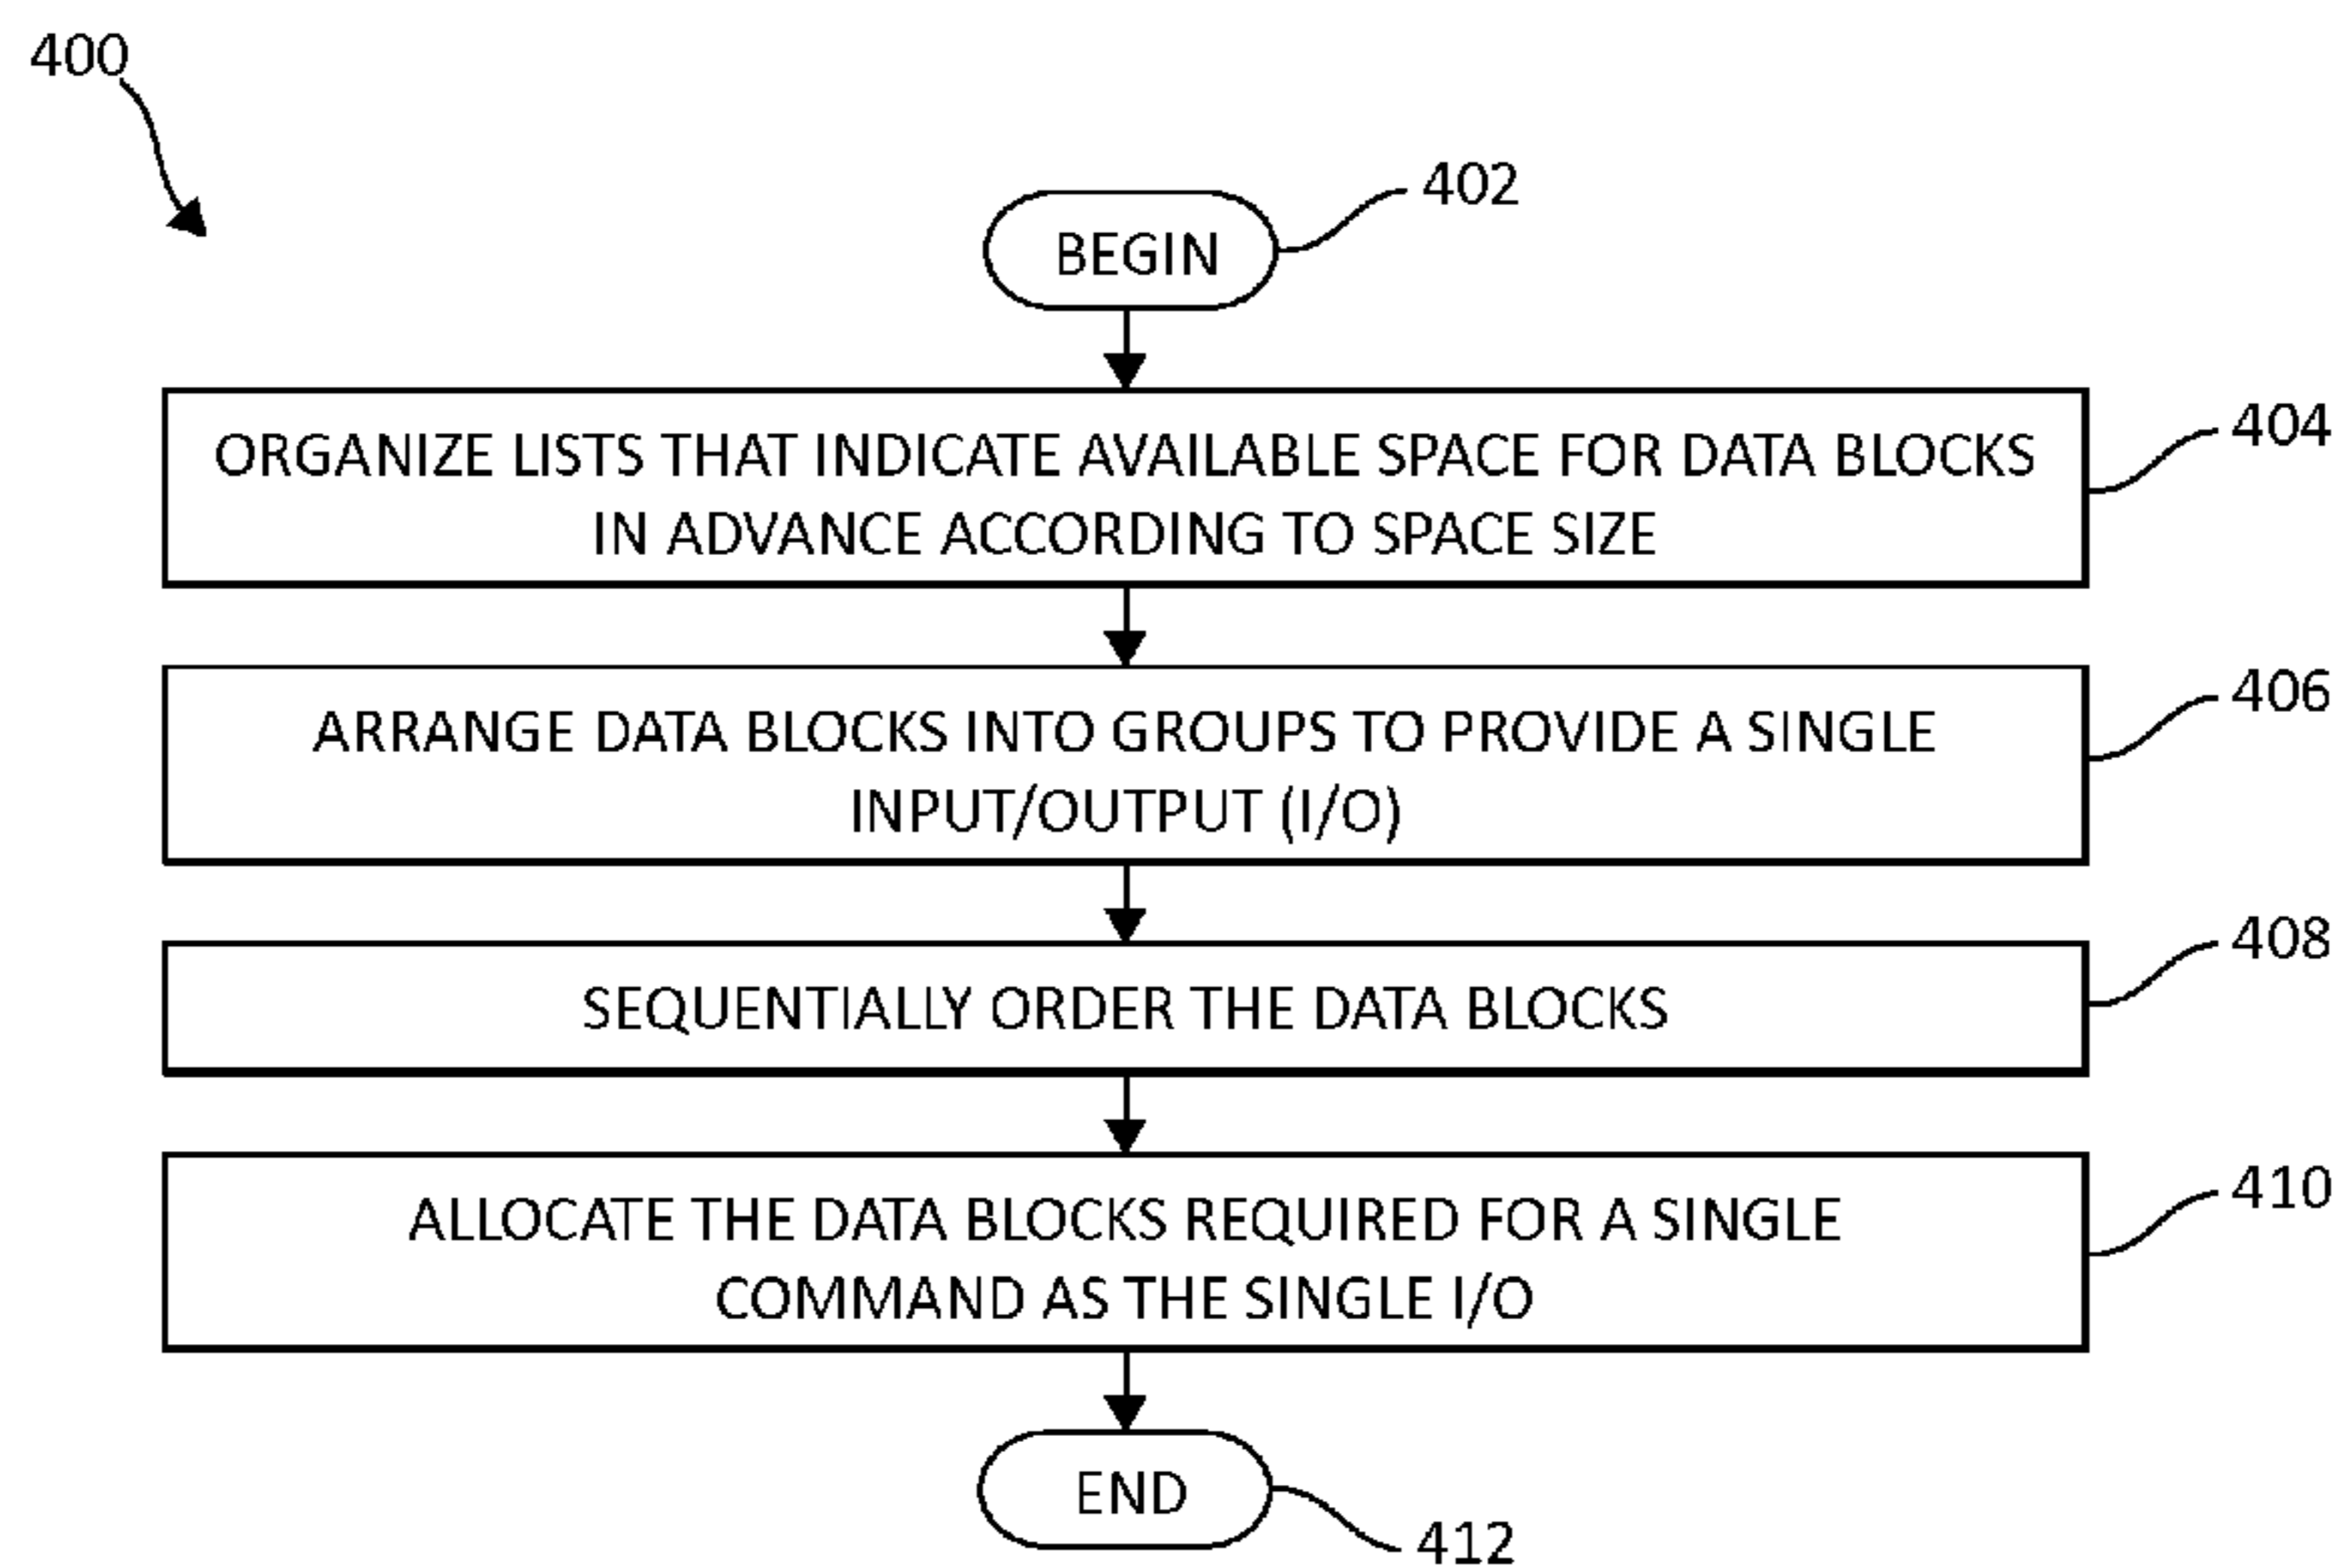 400
402
BEGIN
404
ORGANIZE LISTS THAT INDICATE AVAILABLE SPACE FOR DATA BLOCKS
IN ADVANCE ACCORDING TO SPACE SIZE
406
ARRANGE DATA BLOCKS INTO GROUPS TO PROVIDE A SINGLE
INPUT/OUTPUT (I/O)
408
SEQUENTIALLY ORDER THE DATA BLOCKS
410
ALLOCATE THE DATA BLOCKS REQUIRED FOR A SINGLE
COMMAND AS THE SINGLE I/O
END
412